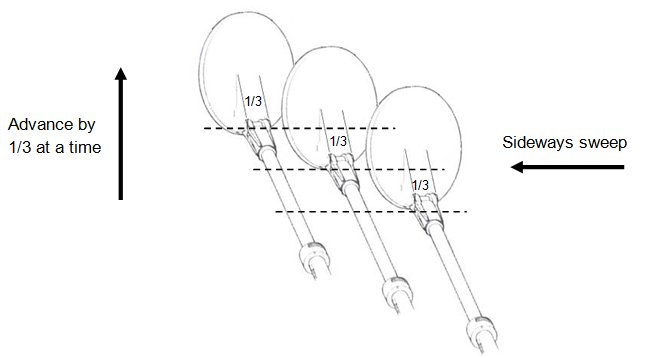 1/3
1/3
1/3
Advance by
1/3 at a time
Sideways sweep